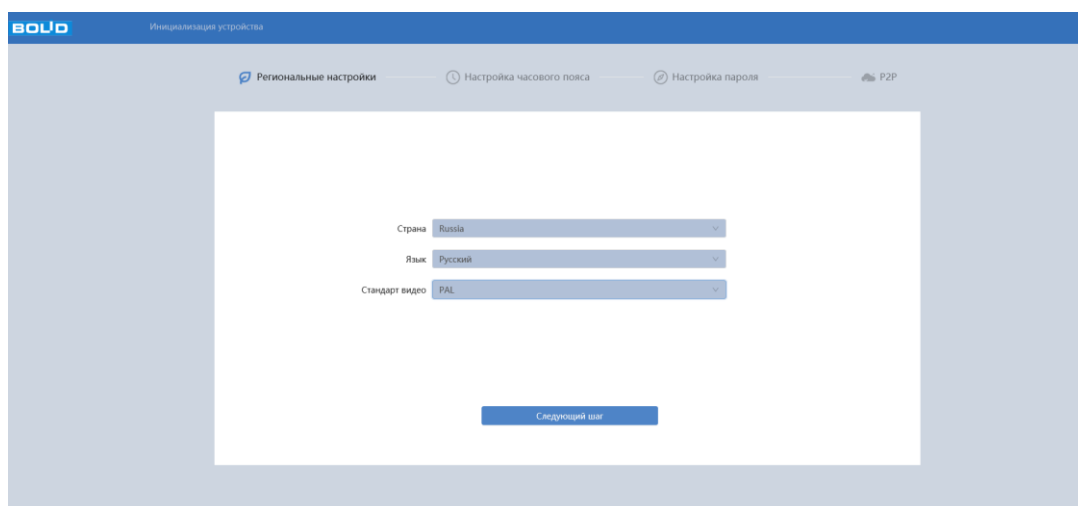 BOLID Инициализация устройства
Региональные настройки Настройка часового пояса Настройка пароля P2P
Страна Russia
Язык Русский
Стандарт видео PAL
Следующий шаг